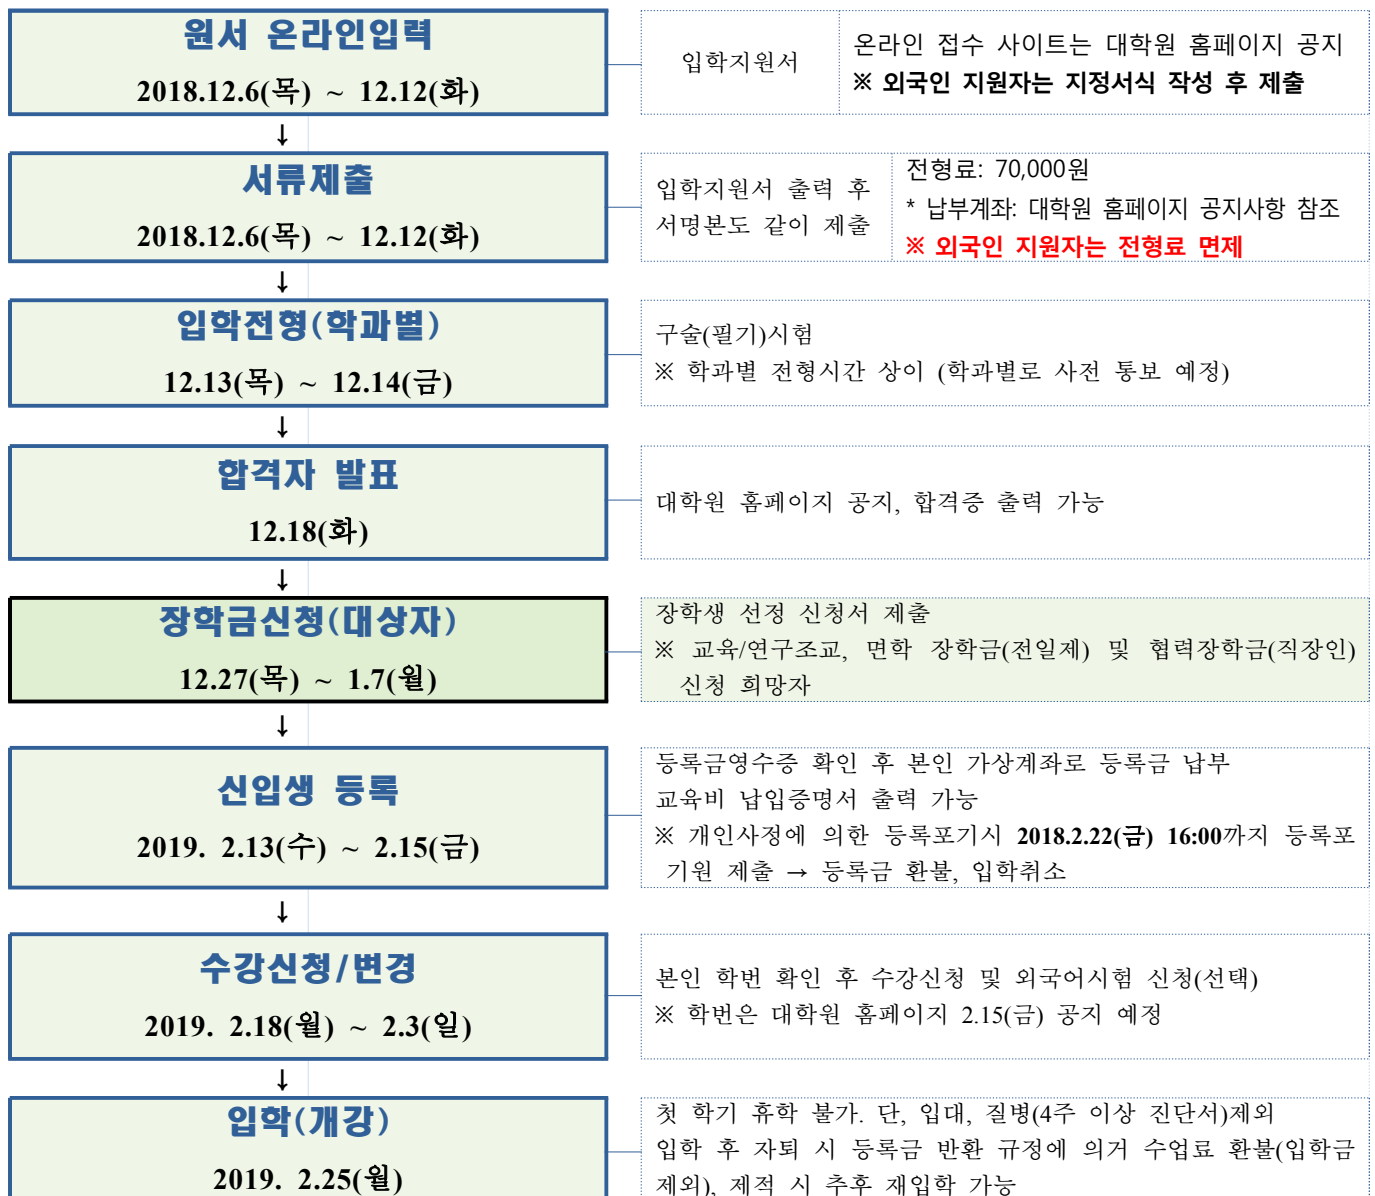 원서 온라인입력
2018.12.6(목) ~ 12.12(화)
입학지원서
온라인 접수 사이트는 대학원 홈페이지 공지
※ 외국인 지원자는 지정서식 작성 후 제출
↓
서류제출
2018.12.6(목) ~ 12.12(화)
입학지원서 출력 후
서명본도 같이 제출
전형료: 70,000원
* 납부계좌: 대학원 홈페이지 공지사항 참조
※ 외국인 지원자는 전형료 면제
↓
입학전형(학과별)
12.13(목) ~ 12.14(금)
구술(필기)시험
※ 학과별 전형시간 상이 (학과별로 사전 통보 예정)
↓
합격자 발표
12.18(화)
대학원 홈페이지 공지, 합격증 출력 가능
↓
장학금신청(대상자)
12.27(목) ~ 1.7(월)
장학생 선정 신청서 제출
※ 교육/연구조교, 면학 장학금(전일제) 및 협력장학금(직장인)
신청 희망자
↓
신입생 등록
2019. 2.13(수) ~ 2.15(금)
등록금영수증 확인 후 본인 가상계좌로 등록금 납부
교육비 납입증명서 출력 가능
※ 개인사정에 의한 등록포기시 2018.2.22(금) 16:00까지 등록포
기원 제출 → 등록금 환불, 입학취소
↓
수강신청/변경
2019. 2.18(월) ~ 2.3(일)
본인 학번 확인 후 수강신청 및 외국어시험 신청(선택)
※ 학번은 대학원 홈페이지 2.15(금) 공지 예정
↓
입학(개강)
2019. 2.25(월)
첫 학기 휴학 불가. 단, 입대, 질병(4주 이상 진단서)제외
입학 후 자퇴 시 등록금 반환 규정에 의거 수업료 환불(입학금
제외), 제적 시 추후 재입학 가능